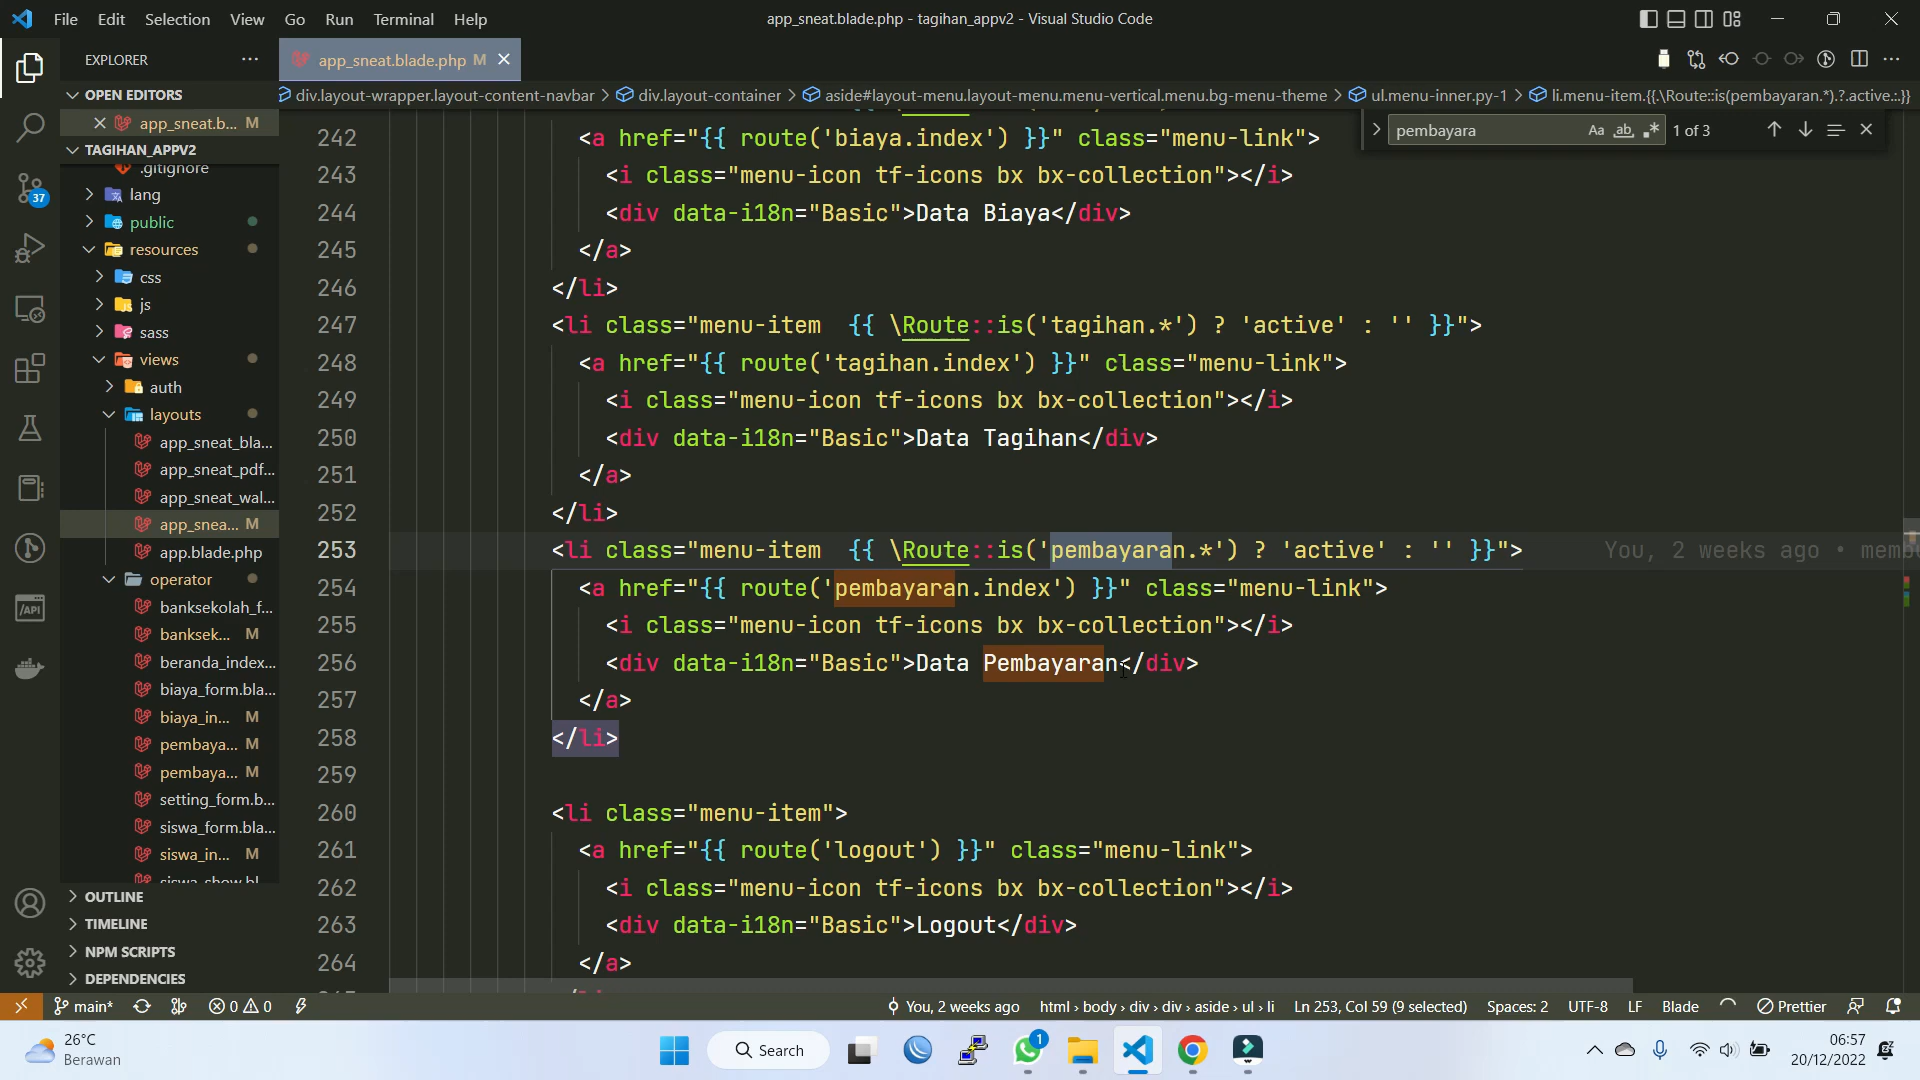 File Edit Selection View Go Run Terminal Help
app_sneat.blade.php - tagihan_appv2 - Visual Studio Code
EXPLORER
app_sneat.blade.php M
OPEN EDITORS
app_sneat.b... M
TAGIHAN_APPV2
.gitignore
lang
public
resources
css
js
sass
views
auth
layouts
app_sneat_bla...
app_sneat_pdf...
app_sneat_wal...
app_snea... M
app.blade.php
operator
banksekolah_f...
banksek... M
beranda_index...
biaya_form.bla...
biaya_in... M
pembaya... M
pembaya... M
setting_form.b...
siswa_form.bla...
siswa_in... M
siswa_show.bl
OUTLINE
TIMELINE
NPM SCRIPTS
DEPENDENCIES
37
div.layout-wrapper.layout-content-navbar > div.layout-container > aside#layout-menu.layout-menu.menu-vertical.menu.bg-menu-theme > ul.menu-inner.py-1 > li.menu-item.{{.\Route::is(pembayaran.*).?.active.:.}}
pembayara Aa ab 1 of 3
242 <a href="{{ route('biaya.index') }}" class="menu-link">
243 <i class="menu-icon tf-icons bx bx-collection"></i>
244 <div data-i18n="Basic">Data Biaya</div>
245 </a>
246 </li>
247 <li class="menu-item  {{ \Route::is('tagihan.*') ? 'active' : '' }}">
248 <a href="{{ route('tagihan.index') }}" class="menu-link">
249 <i class="menu-icon tf-icons bx bx-collection"></i>
250 <div data-i18n="Basic">Data Tagihan</div>
251 </a>
252 </li>
253 <li class="menu-item  {{ \Route::is('pembayaran.*') ? 'active' : '' }}"> You, 2 weeks ago •
254 <a href="{{ route('pembayaran.index') }}" class="menu-link">
255 <i class="menu-icon tf-icons bx bx-collection"></i>
256 <div data-i18n="Basic">Data Pembayaran</div>
257 </a>
258 </li>
259
260 <li class="menu-item">
261 <a href="{{ route('logout') }}" class="menu-link">
262 <i class="menu-icon tf-icons bx bx-collection"></i>
263 <div data-i18n="Basic">Logout</div>
264 </a>
main* 0 0 You, 2 weeks ago html › body › div › div › aside › ul › li Ln 253, Col 59 (9 selected) Spaces: 2 UTF-8 LF Blade Prettier
26°C
Berawan
Search
1
06:57
20/12/2022